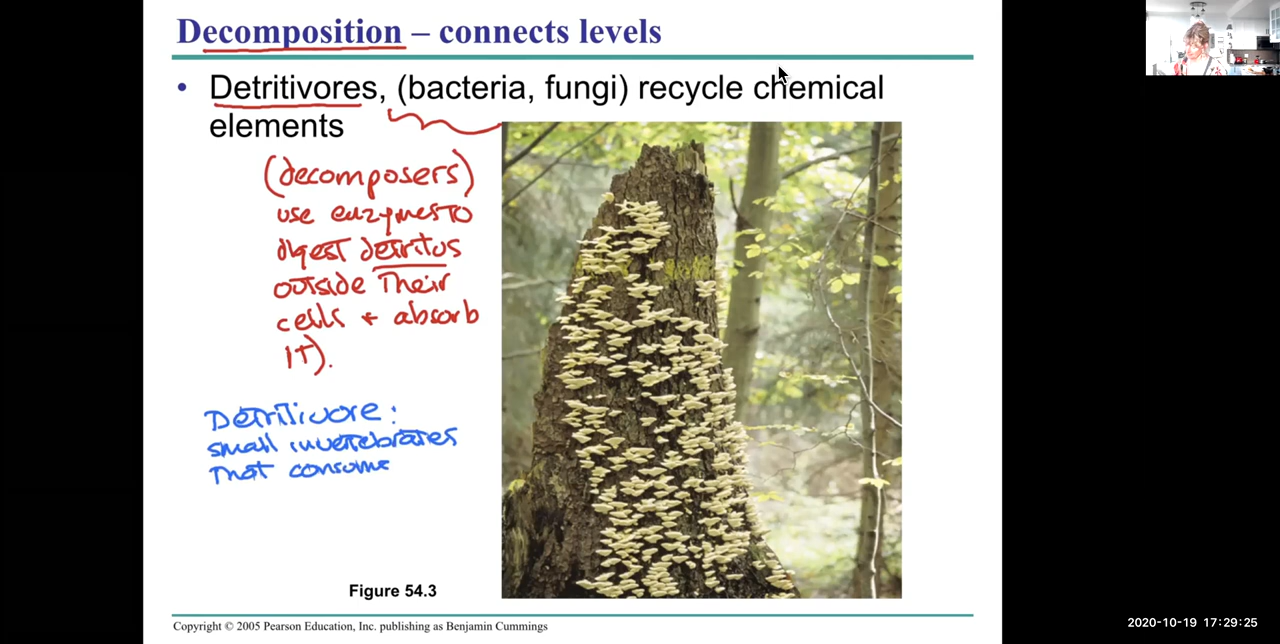 Decomposition – connects levels
• Detritivores, (bacteria, fungi) recycle chemical
elements
(decomposers)
use enzymes to
digest detritus
outside their
cells + absorb
it).
Detritivore:
small invertebrates
that consume
Figure 54.3
Copyright © 2005 Pearson Education, Inc. publishing as Benjamin Cummings
2020-10-19 17:29:25